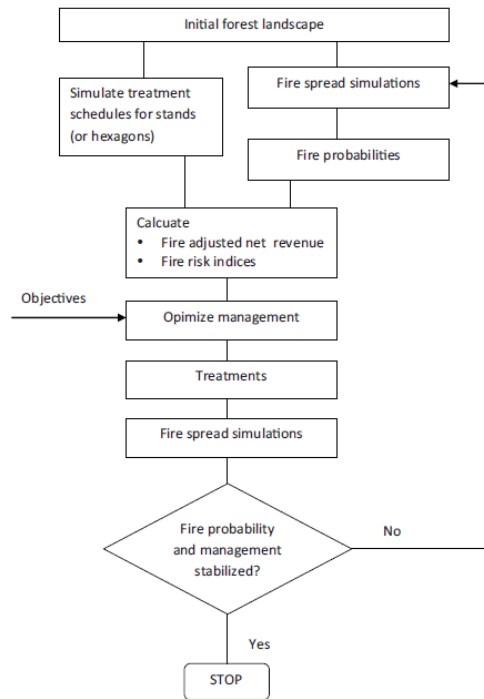 Initial forest landscape
Simulate treatment
schedules for stands
(or hexagons)
Fire spread simulations
Fire probabilities
Calcuate
• Fire adjusted net revenue
• Fire risk indices
Objectives
Opimize management
Treatments
Fire spread simulations
Fire probability
and management
stabilized?
No
Yes
STOP